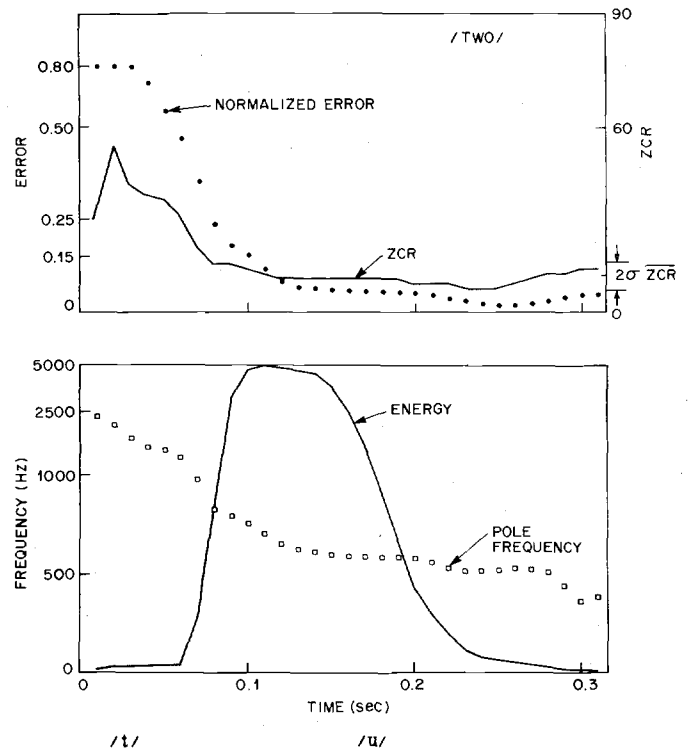 /TWO/
90
60
0
ZCR
0.80
0.50
0.25
0.15
0
ERROR
NORMALIZED ERROR
ZCR
2σ ZCR
5000
2500
1000
500
0
FREQUENCY (Hz)
ENERGY
POLE
FREQUENCY
0
0.1
0.2
0.3
TIME (sec)
/t/
/u/